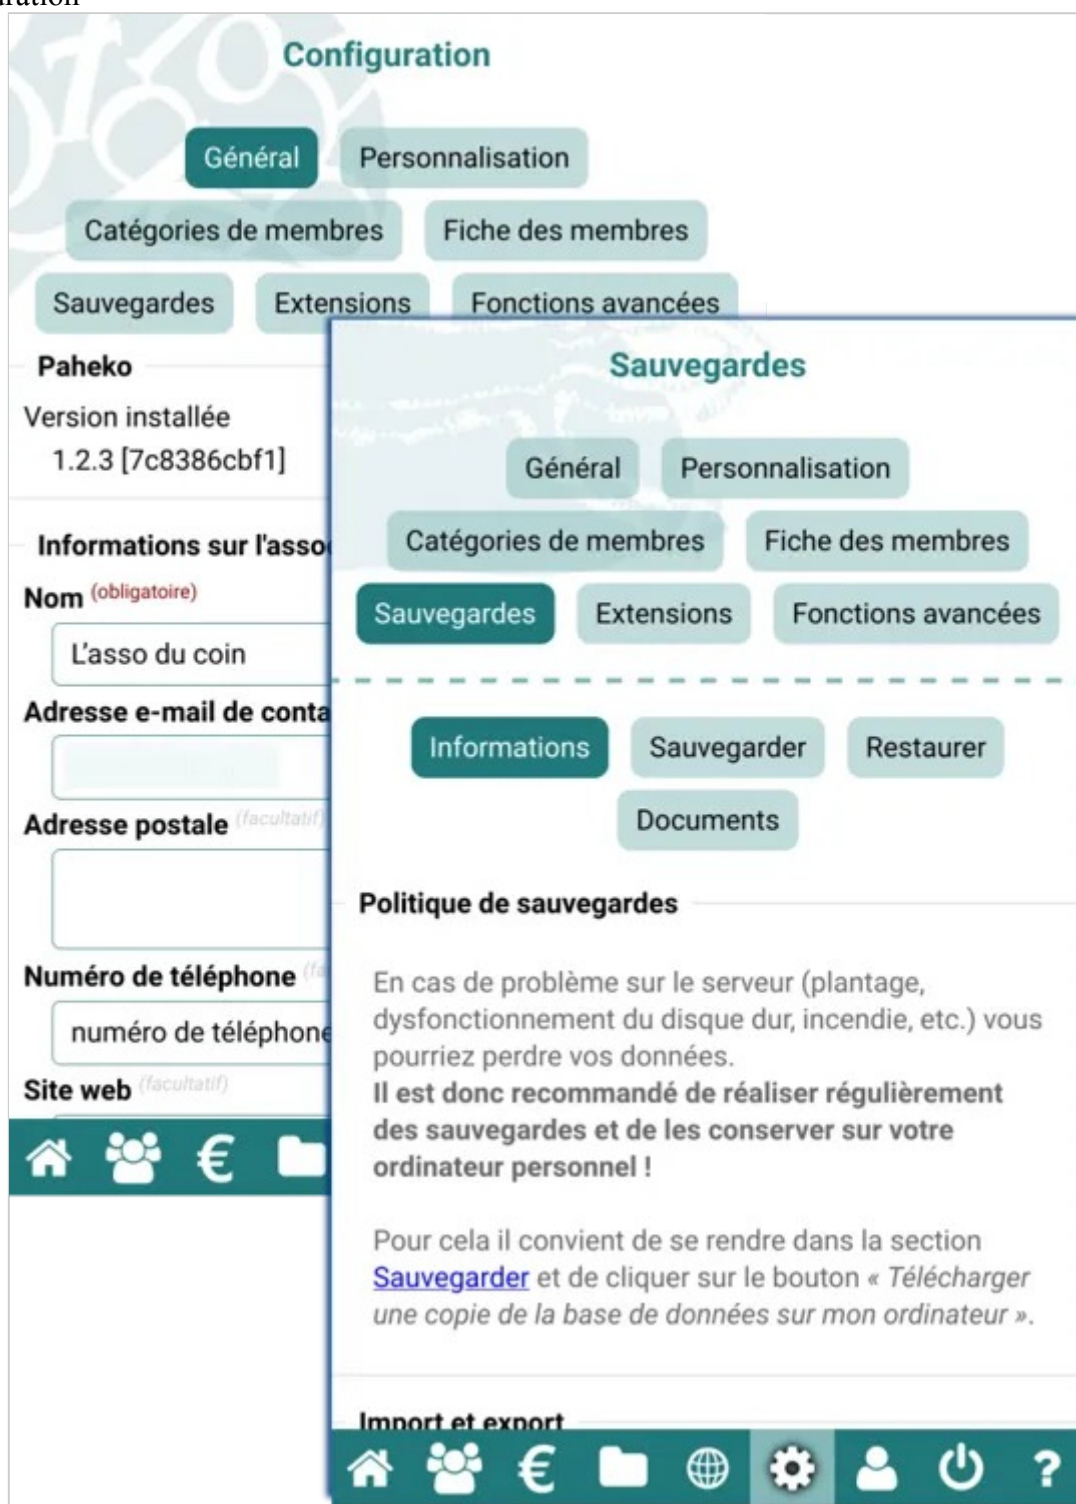 Configuration
Général
Personnalisation
Catégories de membres
Fiche des membres
Sauvegardes
Extensions
Fonctions avancées
Paheko
Version installée
1.2.3 [7c8386cbf1]
Informations sur l'asso
Nom (obligatoire)
L'asso du coin
Adresse e-mail de conta
Adresse postale (facultatif)
Numéro de téléphone (fa
numéro de téléphone
Site web (facultatif)
€
Sauvegardes
Général
Personnalisation
Catégories de membres
Fiche des membres
Sauvegardes
Extensions
Fonctions avancées
Informations
Sauvegarder
Restaurer
Documents
Politique de sauvegardes
En cas de problème sur le serveur (plantage,
dysfonctionnement du disque dur, incendie, etc.) vous
pourriez perdre vos données.
Il est donc recommandé de réaliser régulièrement
des sauvegardes et de les conserver sur votre
ordinateur personnel !
Pour cela il convient de se rendre dans la section
Sauvegarder et de cliquer sur le bouton « Télécharger
une copie de la base de données sur mon ordinateur ».
Import et export
€
?